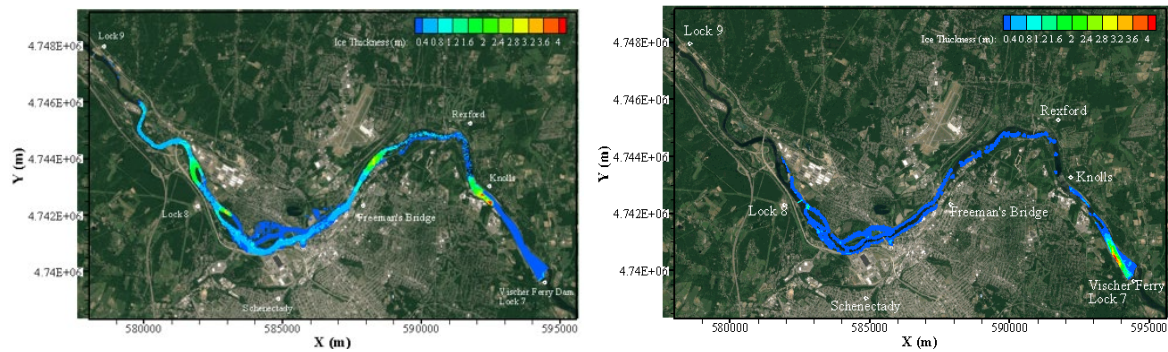 Lock 9
4.748E+06
4.746E+06
4.744E+06
4.742E+06
4.74E+06
Y (m)
0.4 0.8 1.2 1.6 2 2.4 2.8 3.2 3.6 4
Ice Thickness (m):
Rexford
Knolls
Lock 8
Freeman's Bridge
Schenectady
Vischer Ferry Dam
Lock 7
580000 585000 590000 595000
X (m)
Lock 9
4.748E+06
4.746E+06
4.744E+06
4.742E+06
4.74E+06
Y (m)
0.4 0.8 1.2 1.6 2 2.4 2.8 3.2 3.6 4
Ice Thickness (m):
Rexford
Knolls
Lock 8
Freeman's Bridge
Schenectady
Vischer Ferry
Lock 7
580000 585000 590000 595000
X (m)